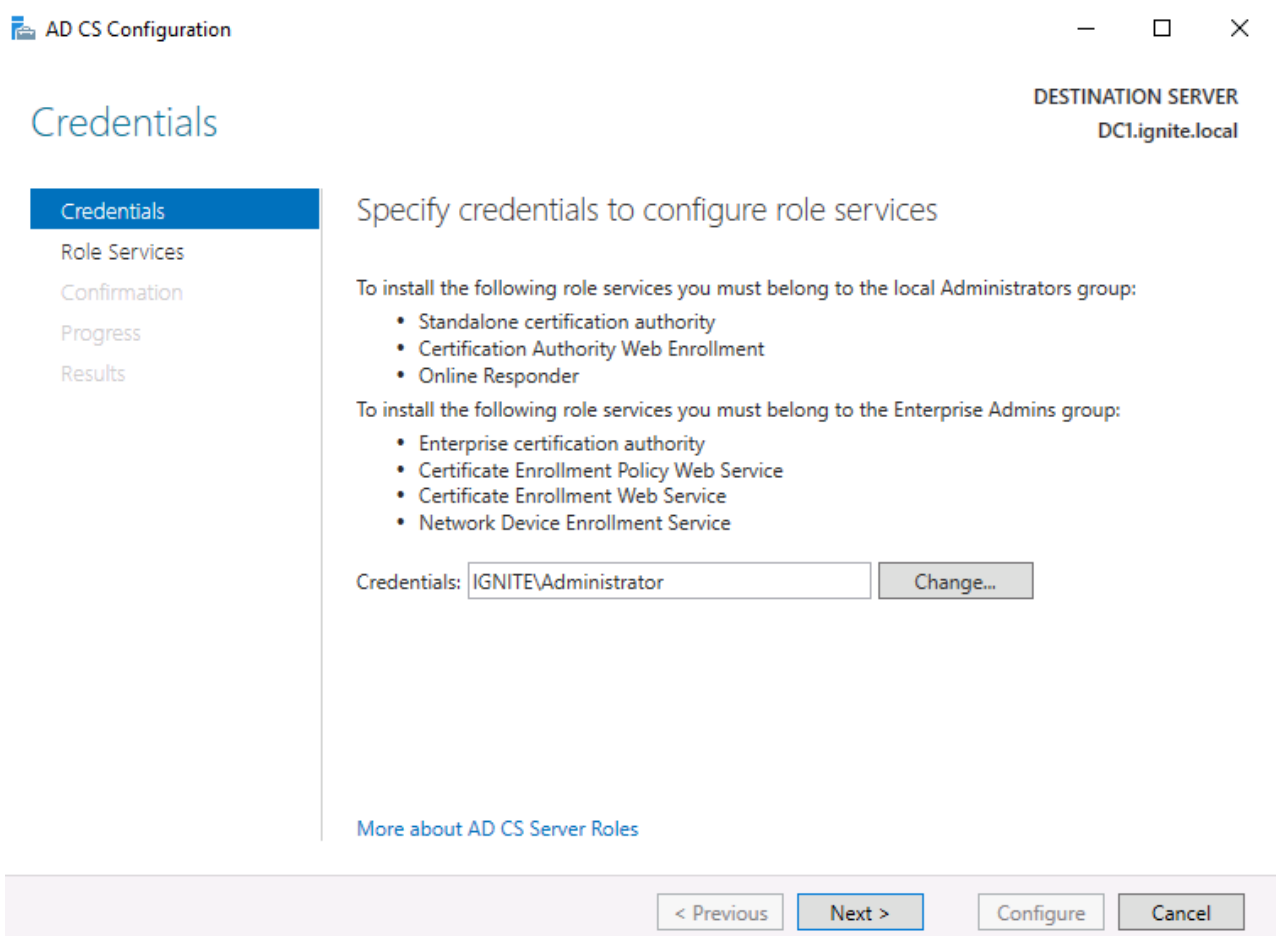 AD CS Configuration
Credentials
DESTINATION SERVER
DC1.ignite.local
Credentials
Role Services
Confirmation
Progress
Results
Specify credentials to configure role services
To install the following role services you must belong to the local Administrators group:
• Standalone certification authority
• Certification Authority Web Enrollment
• Online Responder
To install the following role services you must belong to the Enterprise Admins group:
• Enterprise certification authority
• Certificate Enrollment Policy Web Service
• Certificate Enrollment Web Service
• Network Device Enrollment Service
Credentials: IGNITE\Administrator Change...
More about AD CS Server Roles
< Previous Next > Configure Cancel